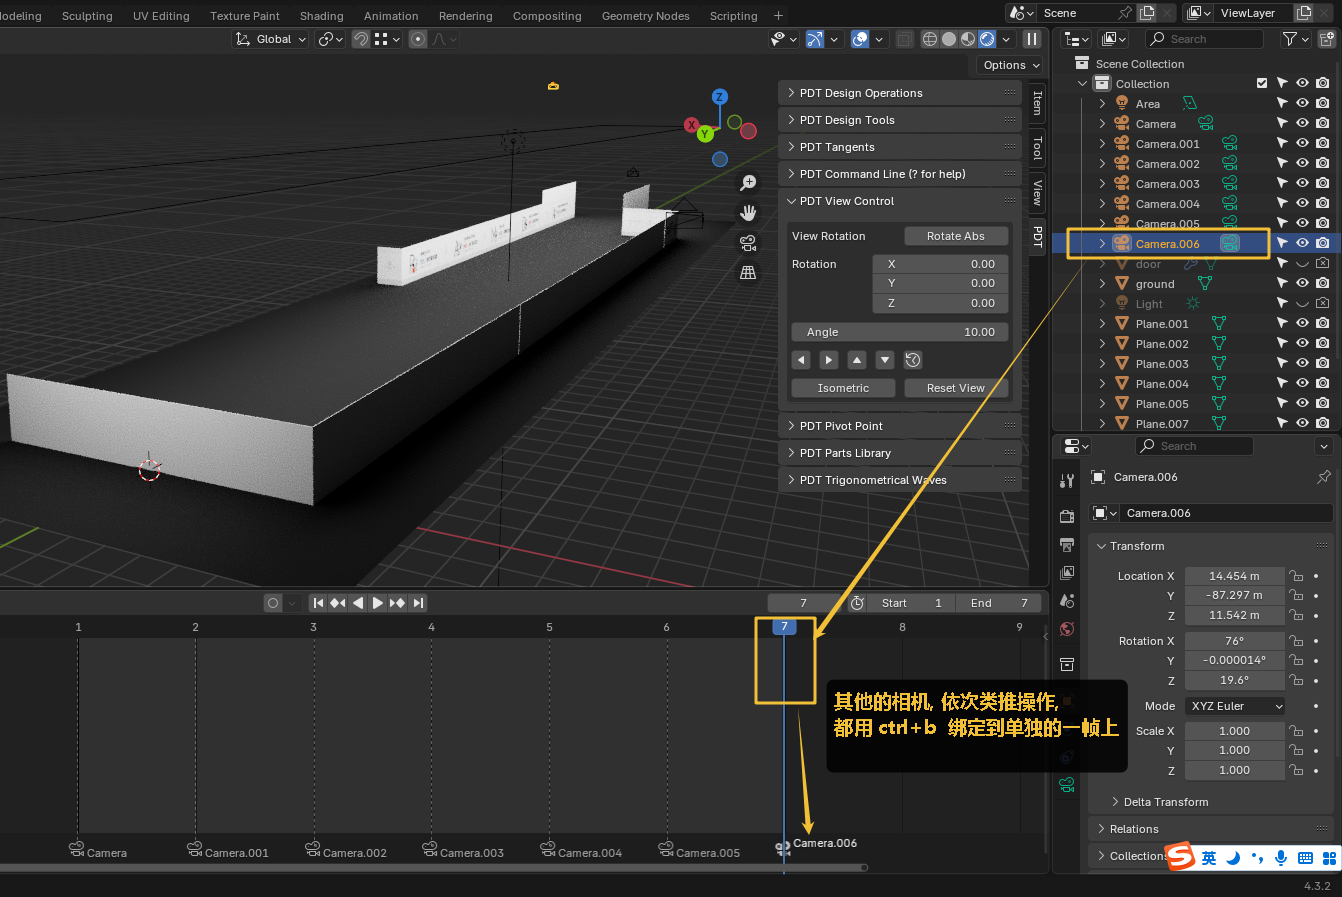 Modeling Sculpting UV Editing Texture Paint Shading Animation Rendering Geometry Nodes Scripting +
Scene
ViewLayer
Global
Search
Options
Scene Collection
Collection
Area
Camera
Camera.001
Camera.002
Camera.003
Camera.004
Camera.005
Camera.006
door
ground
Light
Plane.001
Plane.002
Plane.003
Plane.004
Plane.005
Plane.007
Z
X
Y
PDT Design Operations
PDT Design Tools
PDT Tangents
PDT Command Line (? for help)
PDT View Control
View Rotation Rotate Abs
Rotation X 0.00
Y 0.00
Z 0.00
Angle 10.00
Isometric Reset View
PDT Pivot Point
PDT Parts Library
PDT Trigonometrical Waves
Item
Tool
View
PDT
Search
Camera.006
Camera.006
Transform
Location X 14.454 m
Y -87.297 m
Z 11.542 m
Rotation X 76°
Y -0.000014°
Z 19.6°
Mode XYZ Euler
Scale X 1.000
Y 1.000
Z 1.000
Delta Transform
Relations
Collections
7 Start 1 End 7
1 2 3 4 5 6 7 8 9
其他的相机, 依次类推操作,
都用 ctrl+b 绑定到单独的一帧上
Camera Camera.001 Camera.002 Camera.003 Camera.004 Camera.005 Camera.006
S 英
4.3.2